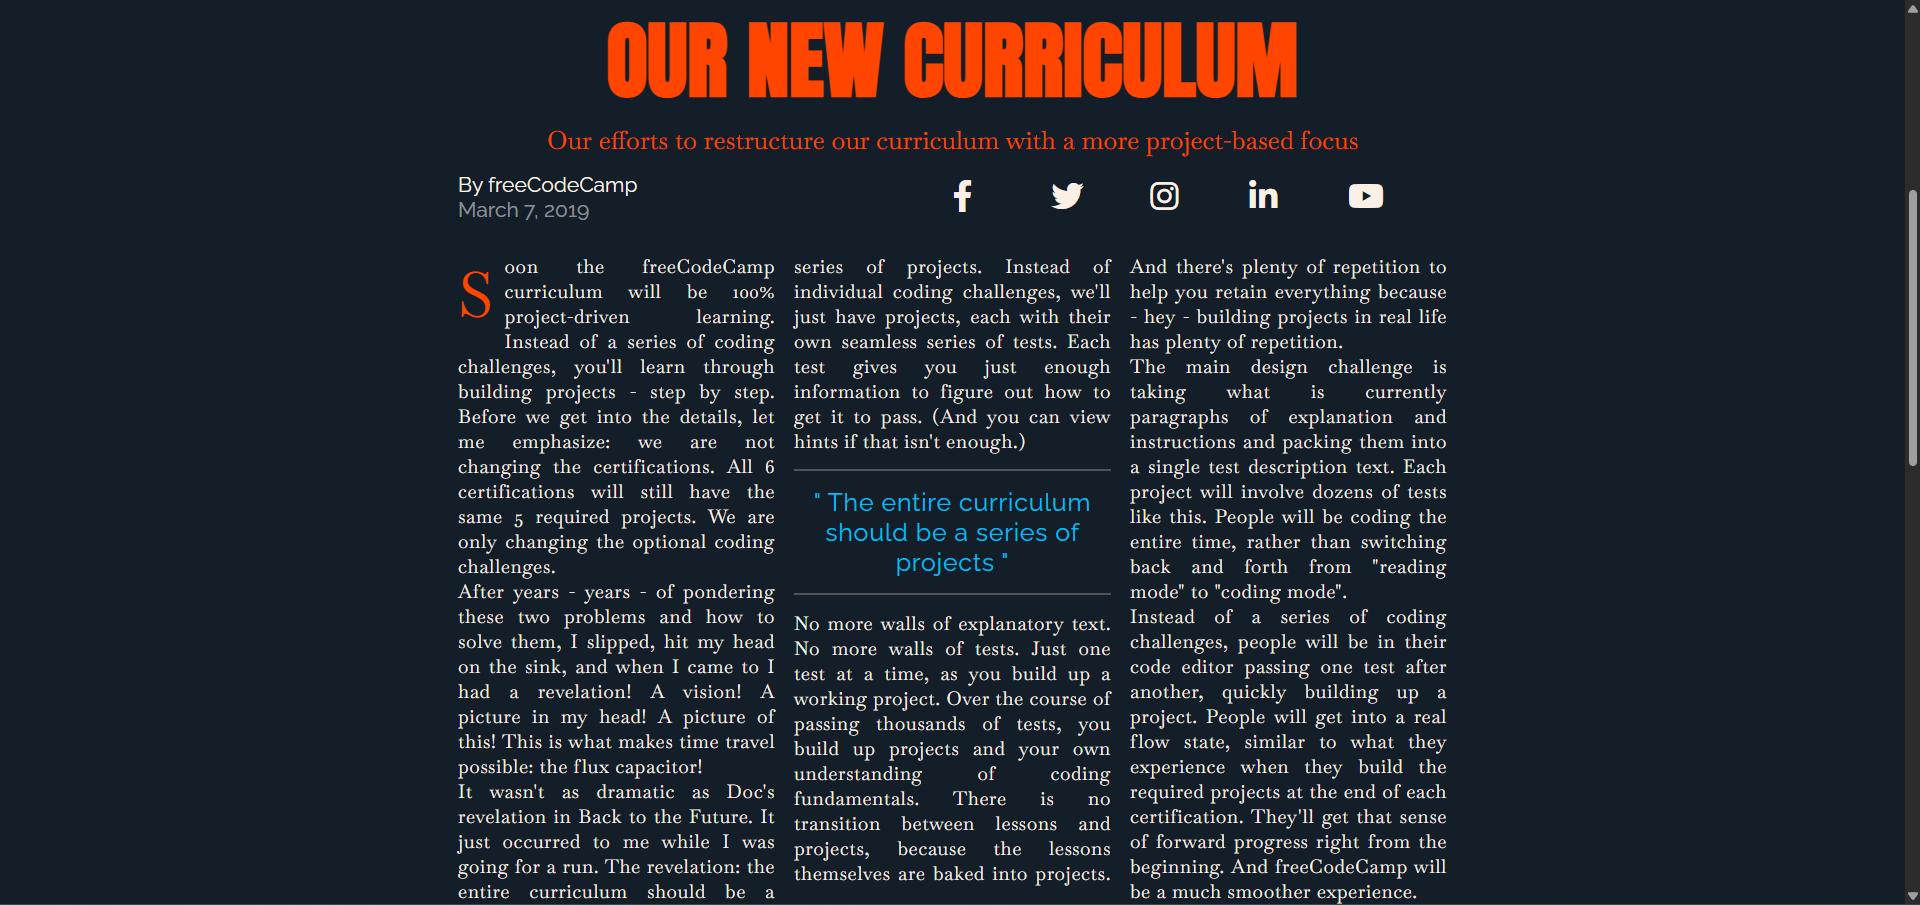 OUR NEW CURRICULUM
Our efforts to restructure our curriculum with a more project-based focus
By freeCodeCamp
March 7, 2019
Soon the freeCodeCamp
curriculum will be 100%
project-driven learning.
Instead of a series of coding
challenges, you'll learn through
building projects - step by step.
Before we get into the details, let
me emphasize: we are not
changing the certifications. All 6
certifications will still have the
same 5 required projects. We are
only changing the optional coding
challenges.
After years - years - of pondering
these two problems and how to
solve them, I slipped, hit my head
on the sink, and when I came to I
had a revelation! A vision! A
picture in my head! A picture of
this! This is what makes time travel
possible: the flux capacitor!
It wasn't as dramatic as Doc's
revelation in Back to the Future. It
just occurred to me while I was
going for a run. The revelation: the
entire curriculum should be a
series of projects. Instead of
individual coding challenges, we'll
just have projects, each with their
own seamless series of tests. Each
test gives you just enough
information to figure out how to
get it to pass. (And you can view
hints if that isn't enough.)
" The entire curriculum
should be a series of
projects "
No more walls of explanatory text.
No more walls of tests. Just one
test at a time, as you build up a
working project. Over the course of
passing thousands of tests, you
build up projects and your own
understanding of coding
fundamentals. There is no
transition between lessons and
projects, because the lessons
themselves are baked into projects.
And there's plenty of repetition to
help you retain everything because
- hey - building projects in real life
has plenty of repetition.
The main design challenge is
taking what is currently
paragraphs of explanation and
instructions and packing them into
a single test description text. Each
project will involve dozens of tests
like this. People will be coding the
entire time, rather than switching
back and forth from "reading
mode" to "coding mode".
Instead of a series of coding
challenges, people will be in their
code editor passing one test after
another, quickly building up a
project. People will get into a real
flow state, similar to what they
experience when they build the
required projects at the end of each
certification. They'll get that sense
of forward progress right from the
beginning. And freeCodeCamp will
be a much smoother experience.